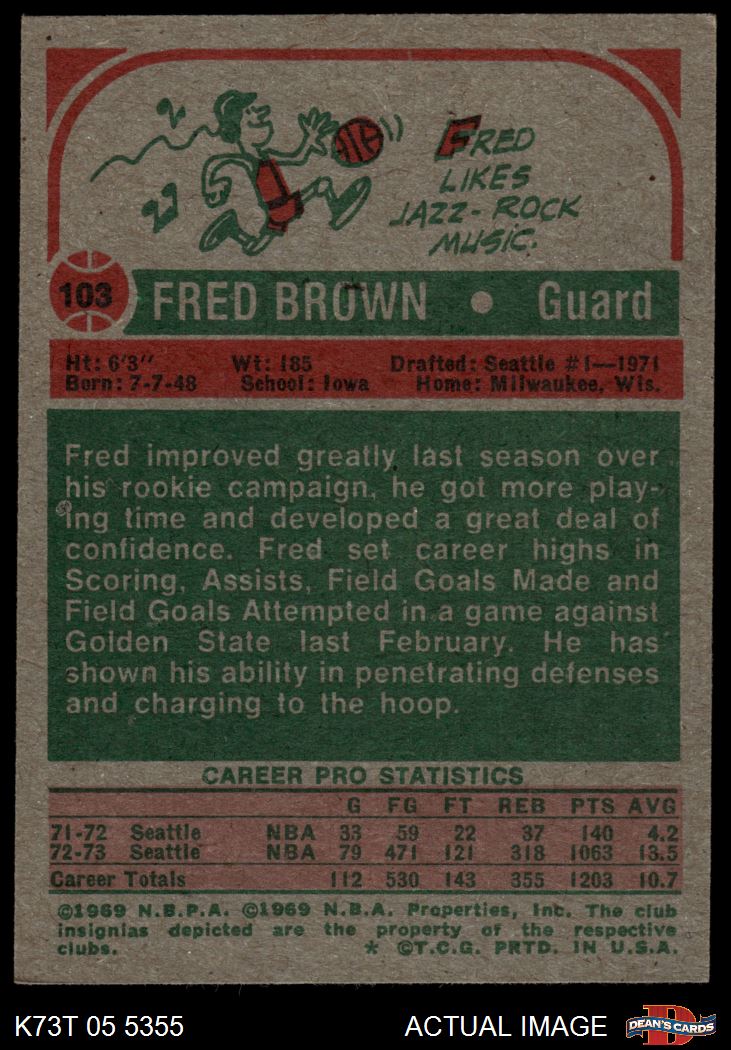 FRED
LIKES
JAZZ-ROCK
MUSIC.
103 FRED BROWN • Guard
Ht: 6'3" Wt: 185 Drafted: Seattle #1—1971
Born: 7-7-48 School: Iowa Home: Milwaukee, Wis.
Fred improved greatly last season over
his rookie campaign, he got more play-
ing time and developed a great deal of
confidence. Fred set career highs in
Scoring, Assists, Field Goals Made and
Field Goals Attempted in a game against
Golden State last February. He has
shown his ability in penetrating defenses
and charging to the hoop.
CAREER PRO STATISTICS
G FG FT REB PTS AVG
71-72 Seattle NBA 33 59 22 37 140 4.2
72-73 Seattle NBA 79 471 121 318 1063 13.5
Career Totals 112 530 143 355 1203 10.7
©1969 N.B.P.A. ©1969 N.B.A. Properties, Inc. The club
insignias depicted are the property of the respective
clubs. * ©T.C.G. PRTD. IN U.S.A.
K73T 05 5355 ACTUAL IMAGE D DEAN'S CARDS